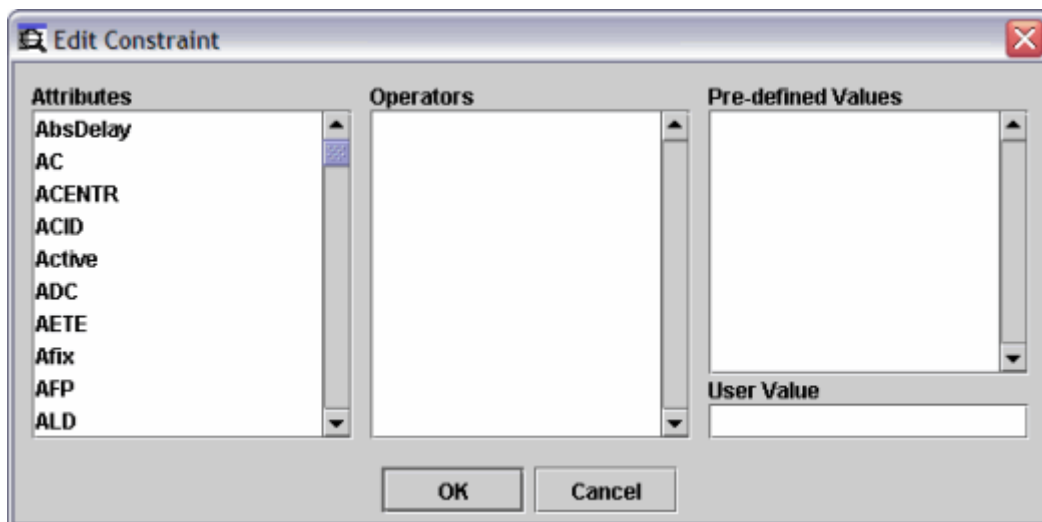 Edit Constraint
Attributes
Operators
Pre-defined Values
AbsDelay
AC
ACENTR
ACID
Active
ADC
AETE
Afix
AFP
ALD
User Value
OK
Cancel